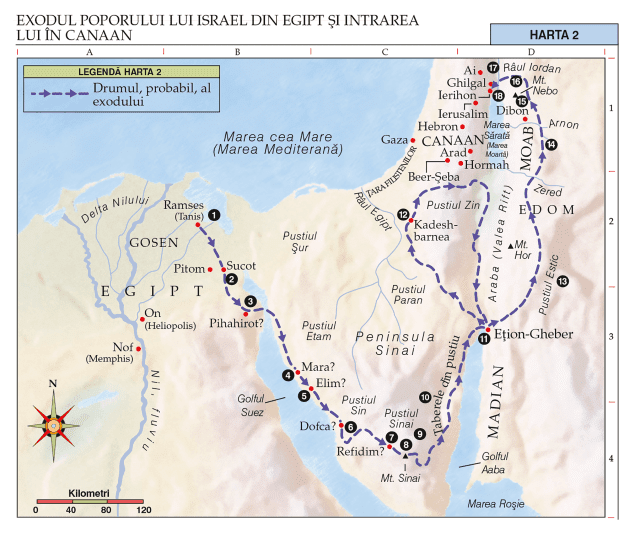 EXODUL POPORULUI LUI ISRAEL DIN EGIPT ŞI INTRAREA
LUI ÎN CANAAN
HARTA 2
A
B
C
D
LEGENDĂ HARTA 2
Drumul, probabil, al
exodului
Marea cea Mare
(Marea Mediterană)
Ai
17
Râul Iordan
Ghilgal
16
Mt.
Nebo
Ierihon
18
15
Ierusalim
Dibon
1
Hebron
Marea
Sărată
(Marea
Moartă)
Arnon
Gaza
CANAAN
MOAB
14
Arad
Hormah
Beer-Şeba
ŢARA FILISTENILOR
Râul Egipt
Zered
Delta Nilului
Ramses
(Tanis)
1
12
Pustiul Zin
EDOM
2
Kadesh-
barnea
GOSEN
Pustiul
Şur
Araba (Valea Rift)
Mt.
Hor
Pitom
Sucot
2
Pustiul Estic
13
EGIPT
3
Pustiul
Paran
On
(Heliopolis)
Pihahirot?
Pustiul
Etam
Peninsula
Sinai
11
Eţion-Gheber
3
Nof
(Memphis)
Mara?
4
Elim?
5
Taberele din pustiu
MADIAN
N
Nil, fluviu
Golful
Suez
Pustiul
Sin
10
Pustiul
Sinai
Dofca?
6
7
8
9
Refidim?
Mt. Sinai
Golful
Aaba
4
Kilometri
0
40
80
120
Marea Roşie